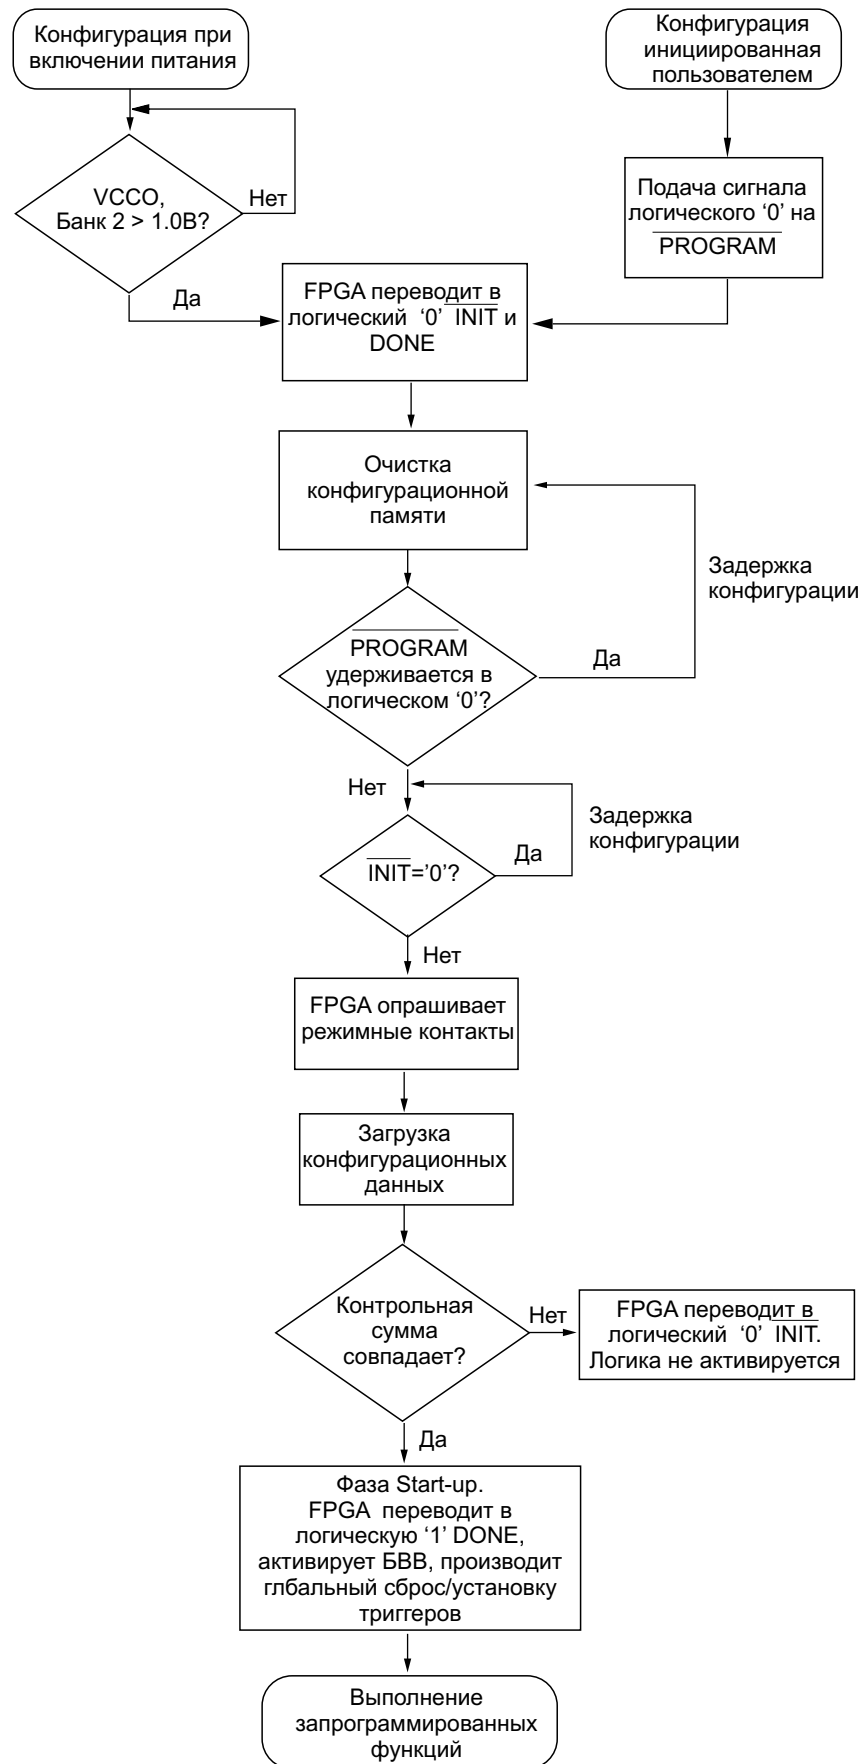 Конфигурация при
включении питания
Конфигурация
инициированная
пользователем
VCCO,
Банк 2 > 1.0В?
Нет
Подача сигнала
логического ‘0’ на
PROGRAM
Да
FPGA переводит в
логический ‘0’ INIT и
DONE
Очистка
конфигурационной
памяти
Задержка
конфигурации
PROGRAM
удерживается в
логическом ‘0’?
Да
Нет
Задержка
конфигурации
INIT=’0’?
Да
Нет
FPGA опрашивает
режимные контакты
Загрузка
конфигурационных
данных
Контрольная
сумма
совпадает?
Нет
FPGA переводит в
логический ‘0’ INIT.
Логика не активируется
Да
Фаза Start-up.
FPGA переводит в
логическую ‘1’ DONE,
активирует БВВ, производит
глбальный сброс/установку
триггеров
Выполнение
запрограммированных
функций